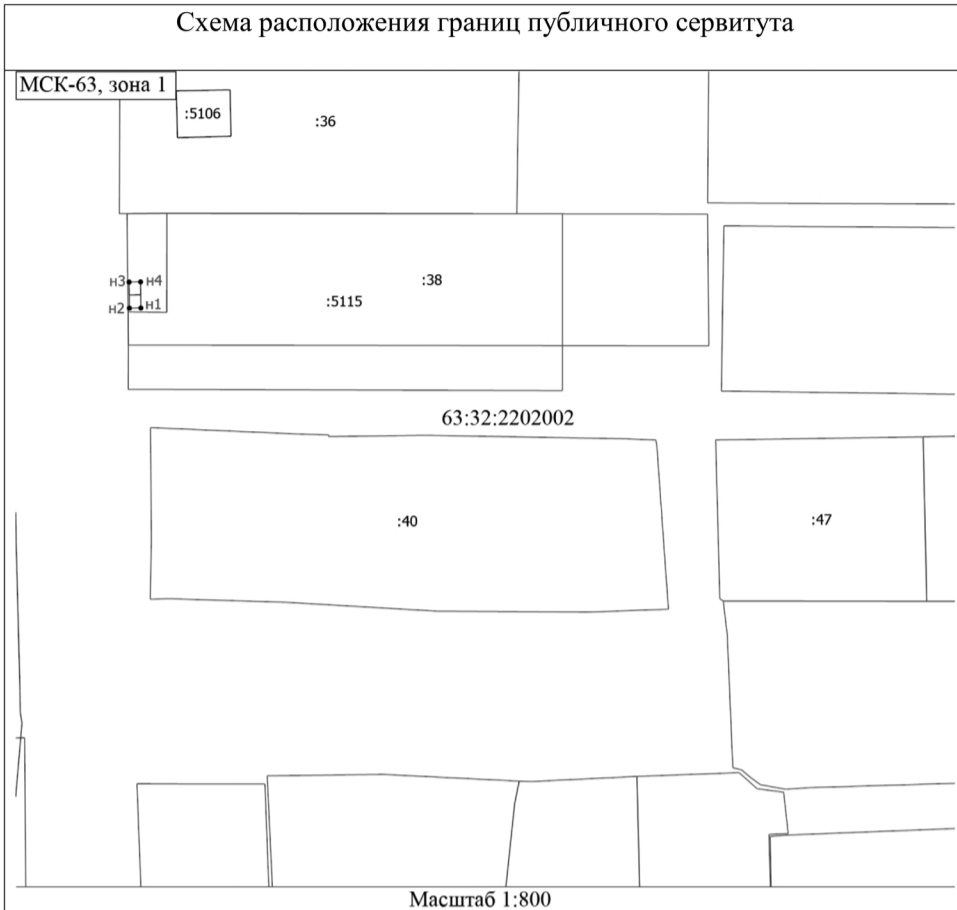 Схема расположения границ публичного сервитута
МСК-63, зона 1
:5106
:36
н3 н4
:38
:5115
н2 н1
63:32:2202002
:40
:47
Масштаб 1:800